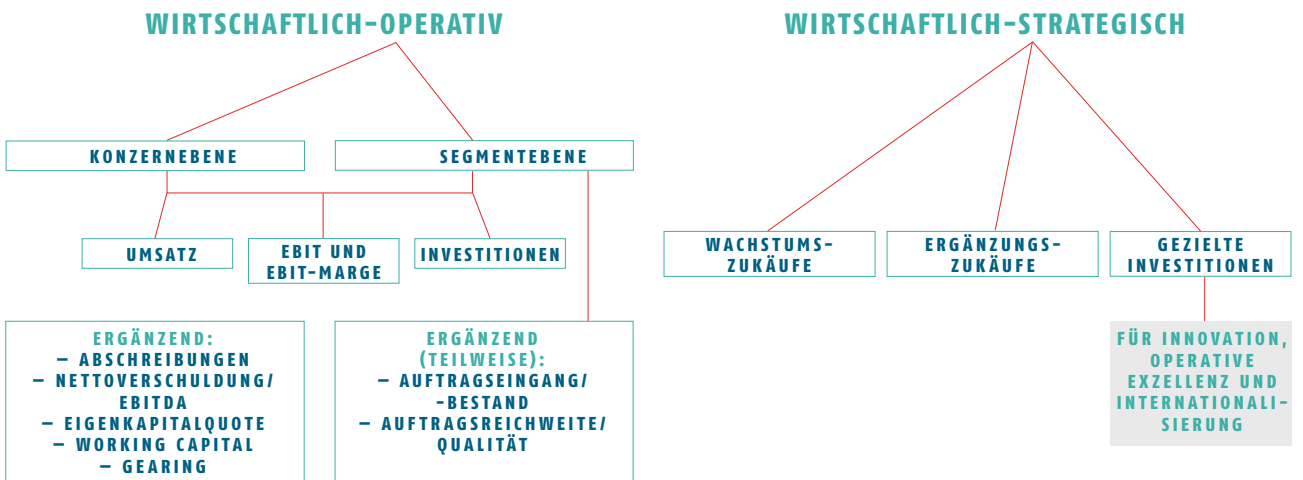 WIRTSCHAFTLICH-OPERATIV
KONZERNEBENE
SEGMENTEBENE
UMSATZ
EBIT UND
EBIT-MARGE
INVESTITIONEN
ERGÄNZEND:
– ABSCHREIBUNGEN
– NETTOVERSCHULDUNG/
EBITDA
– EIGENKAPITALQUOTE
– WORKING CAPITAL
– GEARING
ERGÄNZEND
(TEILWEISE):
– AUFTRAGSEINGANG/
-BESTAND
– AUFTRAGSREICHWEITE/
QUALITÄT
WIRTSCHAFTLICH-STRATEGISCH
WACHSTUMS-
ZUKÄUFE
ERGÄNZUNGS-
ZUKÄUFE
GEZIELTE
INVESTITIONEN
FÜR INNOVATION,
OPERATIVE
EXZELLENZ UND
INTERNATIONALI-
SIERUNG